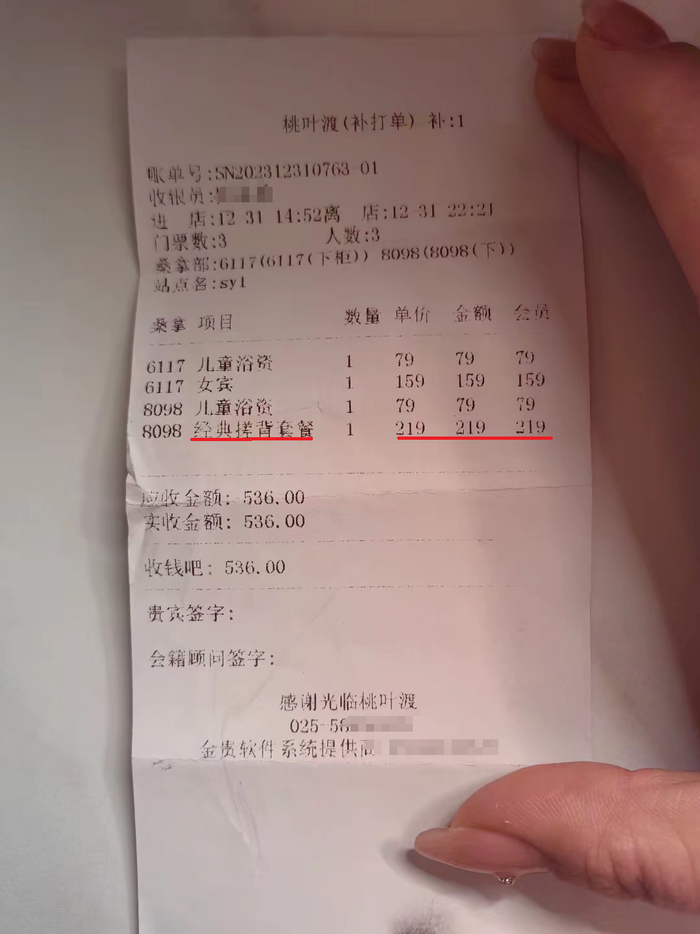 桃叶渡(补打单) 补:1
账单号:SN202312310763-01
收银员:
进 店:12-31 14:52离 店:12-31 22:21
门票数:3 人数:3
桑拿部:6117(6117(下柜)) 8098(8098(下))
站点名:sy1
桑拿 项目 数量 单价 金额 会员
6117 儿童浴资 1 79 79 79
6117 女宾 1 159 159 159
8098 儿童浴资 1 79 79 79
8098 经典搓背套餐 1 219 219 219
应收金额: 536.00
实收金额: 536.00
收钱吧: 536.00
贵宾签字:
会籍顾问签字:
感谢光临桃叶渡
025-58
金贵软件系统提供商